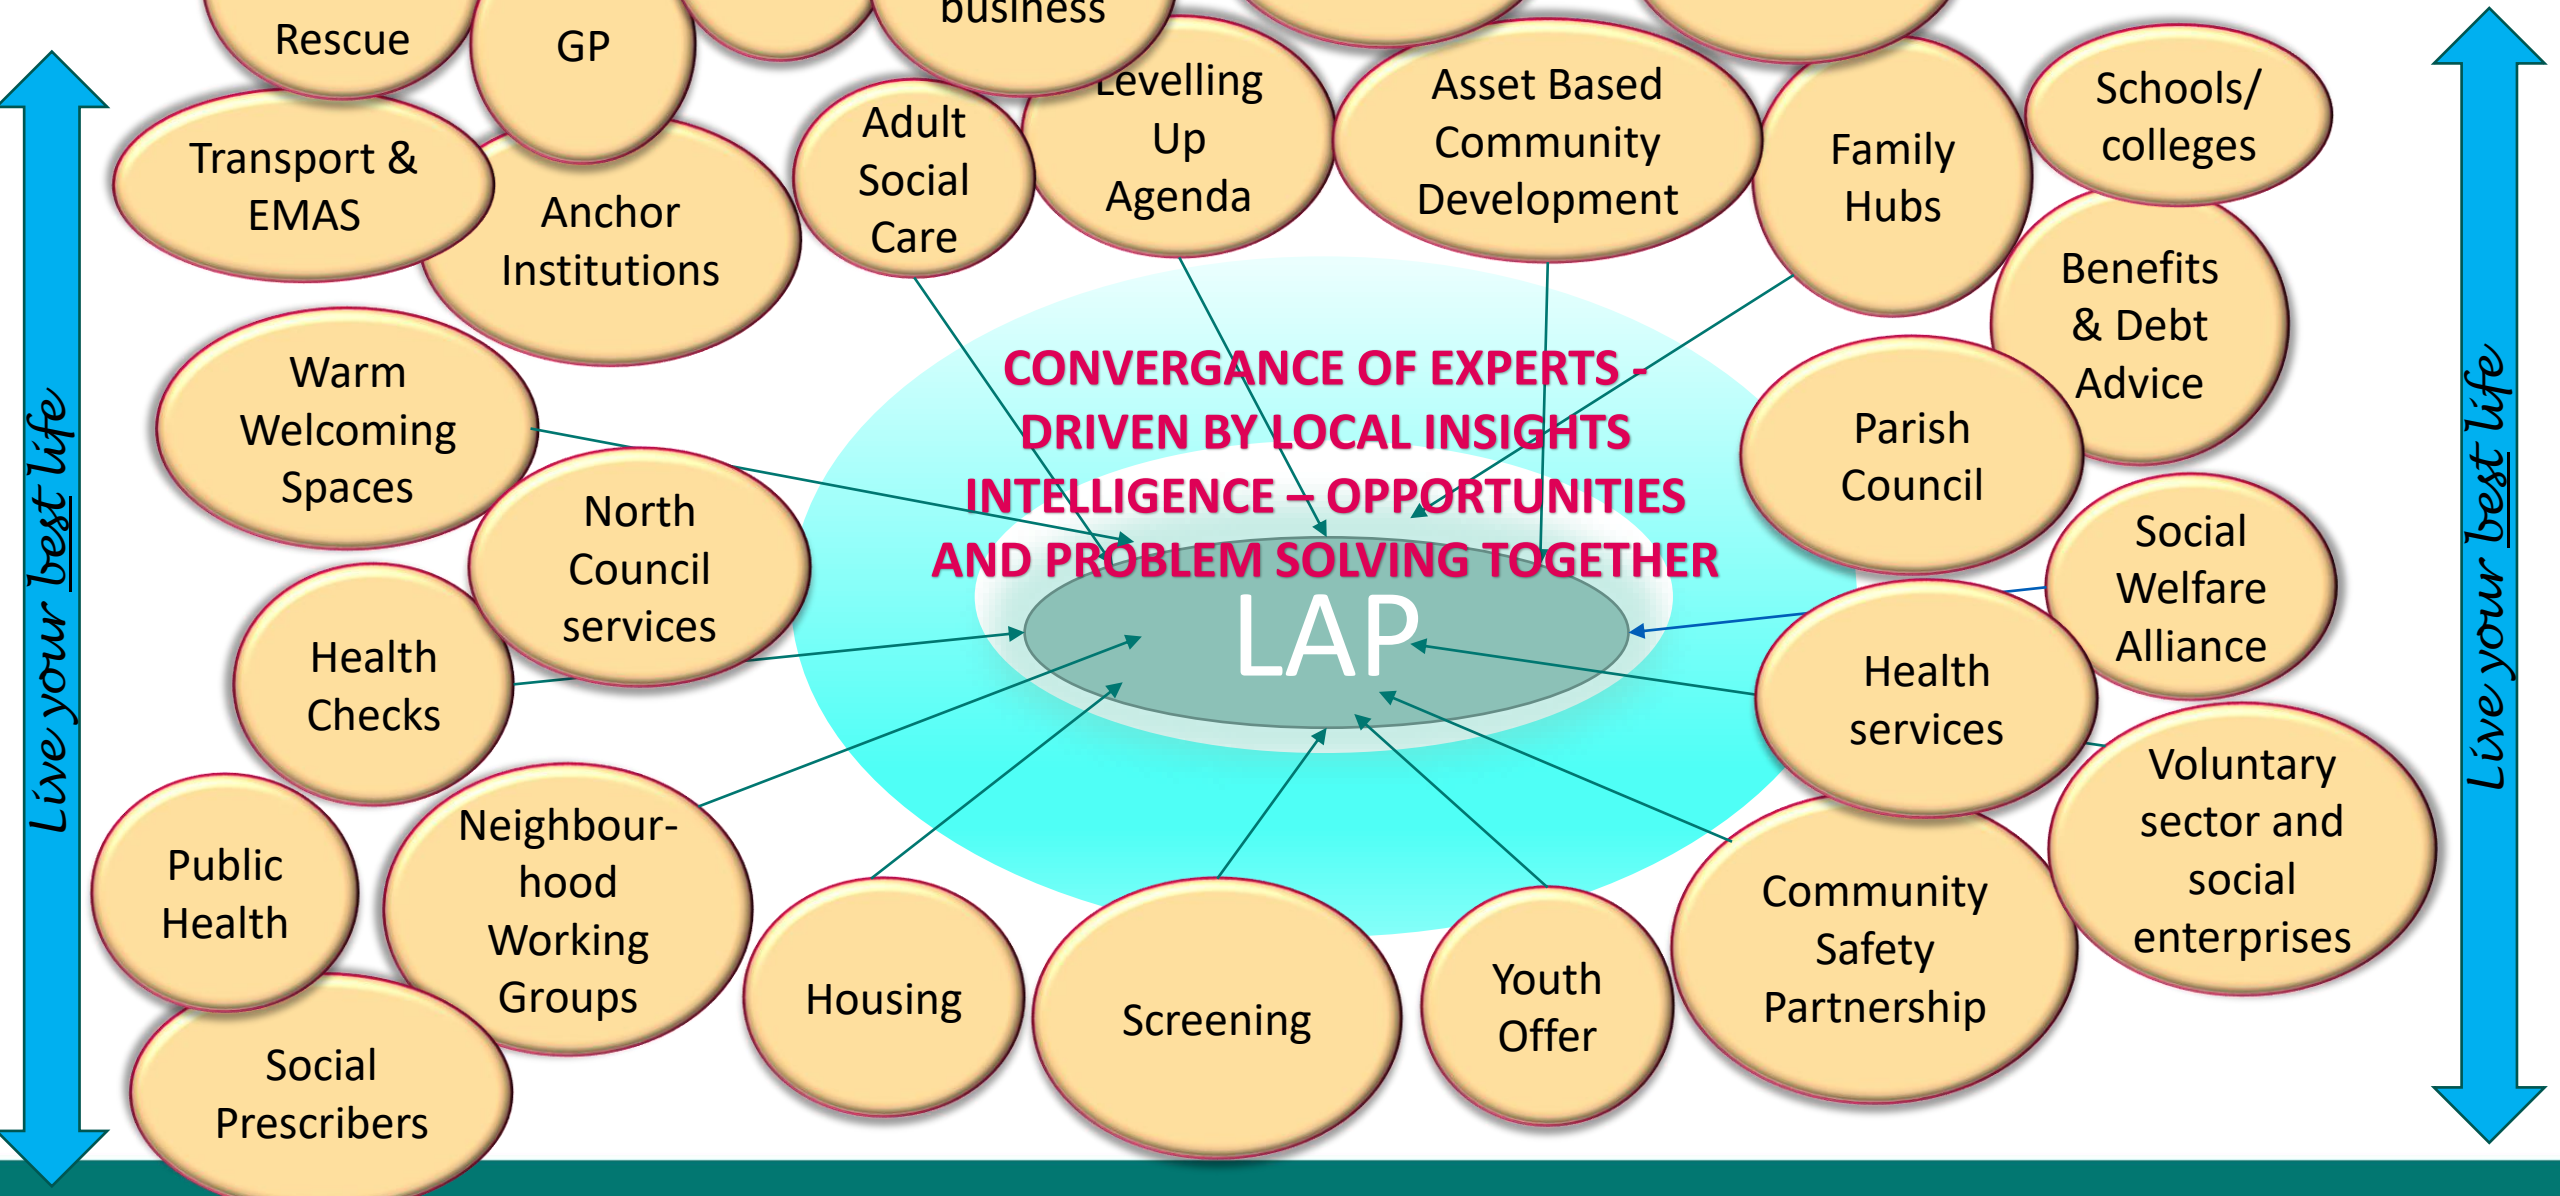 Rescue
GP
business
Transport &
EMAS
Anchor
Institutions
Adult
Social
Care
Levelling
Up
Agenda
Asset Based
Community
Development
Family
Hubs
Schools/
colleges
Benefits
& Debt
Advice
Warm
Welcoming
Spaces
North
Council
services
CONVERGANCE OF EXPERTS -
DRIVEN BY LOCAL INSIGHTS
INTELLIGENCE – OPPORTUNITIES
AND PROBLEM SOLVING TOGETHER
LAP
Parish
Council
Social
Welfare
Alliance
Health
Checks
Health
services
Voluntary
sector and
social
enterprises
Public
Health
Neighbour-
hood
Working
Groups
Housing
Screening
Youth
Offer
Community
Safety
Partnership
Social
Prescribers
Live your best life
Live your best life